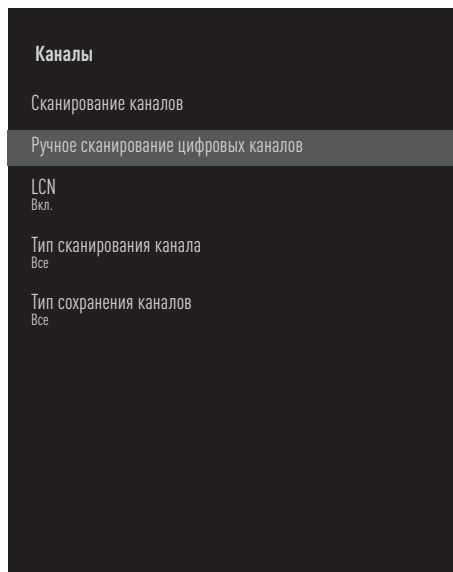 Каналы
Сканирование каналов
Ручное сканирование цифровых каналов
LCN
Вкл.
Тип сканирования канала
Все
Тип сохранения каналов
Все